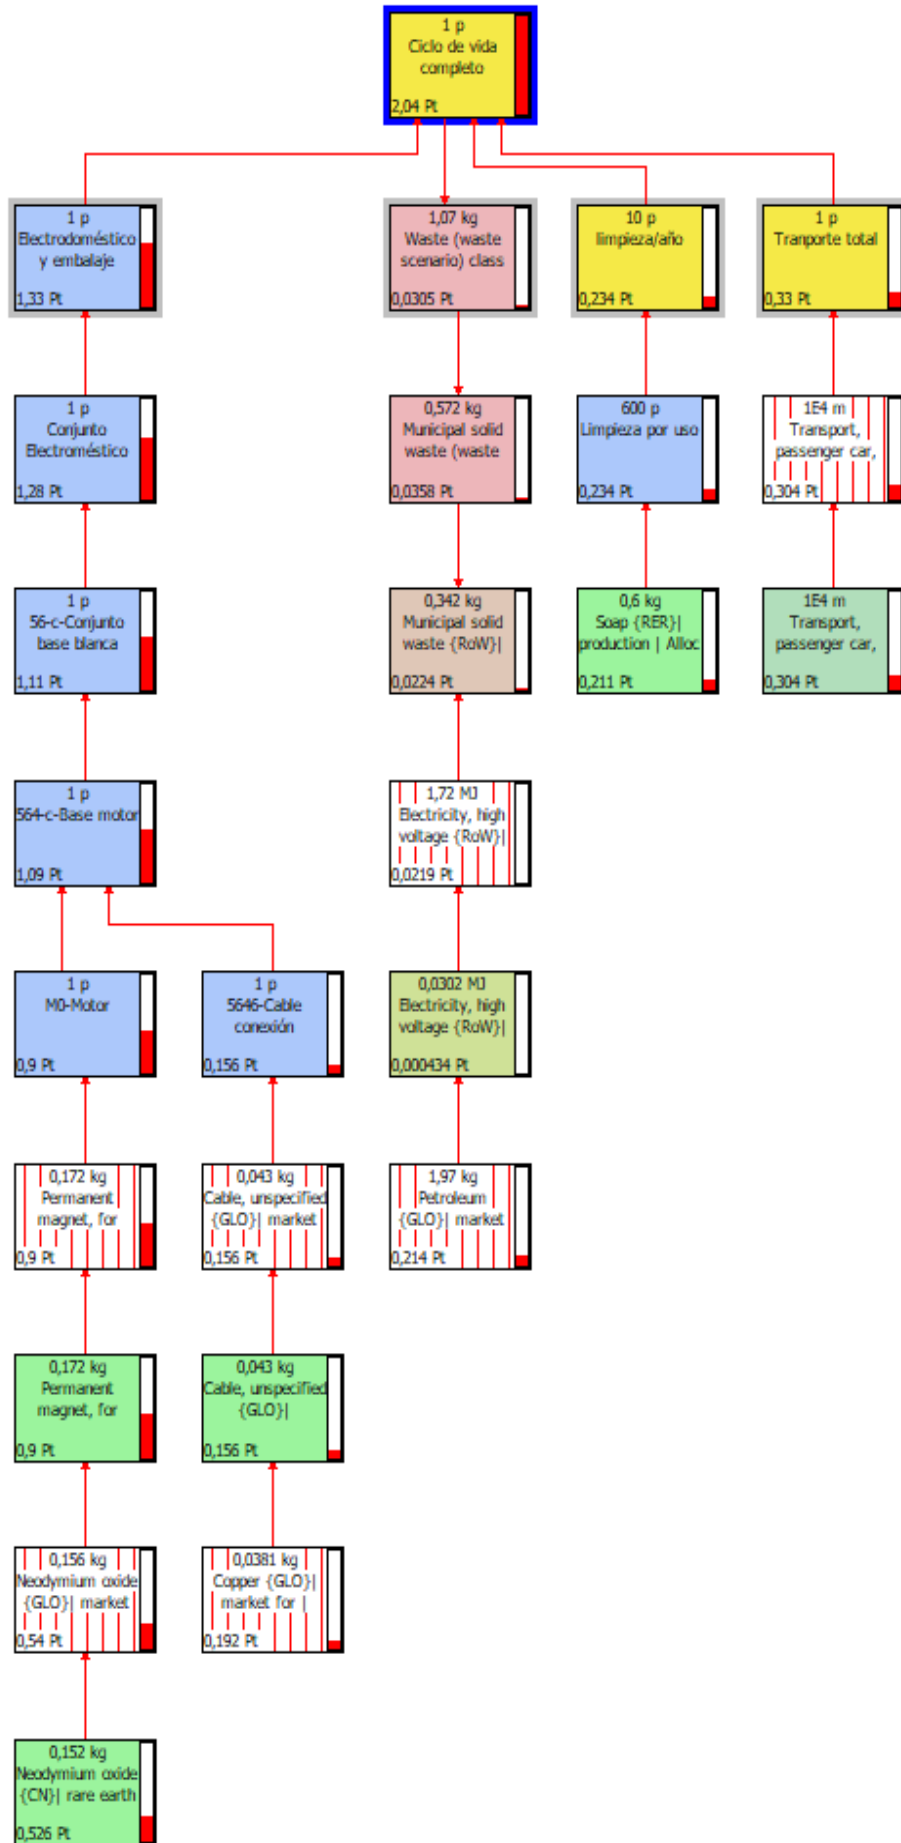 1 p
Ciclo de vida
completo
2,04 Pt
1 p
Electrodoméstico
y embalaje
1,33 Pt
1,07 kg
Waste (waste
scenario) class
0,0305 Pt
10 p
limpieza/año
0,234 Pt
1 p
Tranporte total
0,33 Pt
1 p
Conjunto
Electroméstico
1,28 Pt
0,572 kg
Municipal solid
waste (waste
0,0358 Pt
600 p
Limpieza por uso
0,234 Pt
1E4 m
Transport,
passenger car,
0,304 Pt
1 p
56-c-Conjunto
base blanca
1,11 Pt
0,342 kg
Municipal solid
waste {RoW}|
0,0224 Pt
0,6 kg
Soap {RER}|
production | Alloc
0,211 Pt
1E4 m
Transport,
passenger car,
0,304 Pt
1 p
564-c-Base motor
1,09 Pt
1,72 MJ
Electricity, high
voltage {RoW}|
0,0219 Pt
1 p
M0-Motor
0,9 Pt
1 p
5646-Cable
conexión
0,156 Pt
0,0302 MJ
Electricity, high
voltage {RoW}|
0,000434 Pt
0,172 kg
Permanent
magnet, for
0,9 Pt
0,043 kg
Cable, unspecified
{GLO}| market
0,156 Pt
1,97 kg
Petroleum
{GLO}| market
0,214 Pt
0,172 kg
Permanent
magnet, for
0,9 Pt
0,043 kg
Cable, unspecified
{GLO}|
0,156 Pt
0,156 kg
Neodymium oxide
{GLO}| market
0,54 Pt
0,0381 kg
Copper {GLO}|
market for |
0,192 Pt
0,152 kg
Neodymium oxide
{CN}| rare earth
0,526 Pt